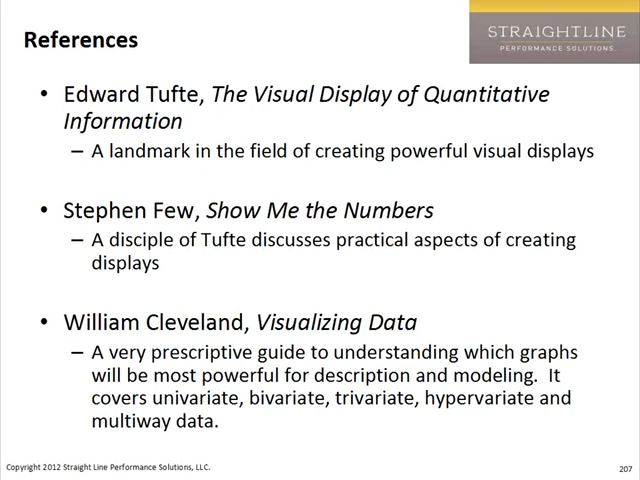 References
STRAIGHTLINE
PERFORMANCE SOLUTIONS.
• Edward Tufte, The Visual Display of Quantitative
Information
– A landmark in the field of creating powerful visual displays
• Stephen Few, Show Me the Numbers
– A disciple of Tufte discusses practical aspects of creating
displays
• William Cleveland, Visualizing Data
– A very prescriptive guide to understanding which graphs
will be most powerful for description and modeling.  It
covers univariate, bivariate, trivariate, hypervariate and
multiway data.
Copyright 2012 Straight Line Performance Solutions, LLC.
207